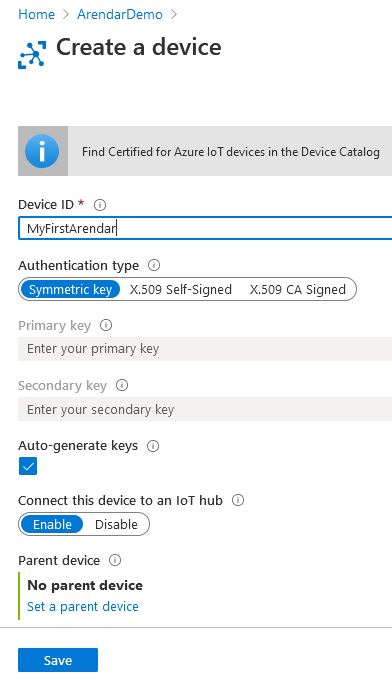 Home > ArendarDemo >
Create a device
Find Certified for Azure IoT devices in the Device Catalog
Device ID *
MyFirstArendar
Authentication type
Symmetric key X.509 Self-Signed X.509 CA Signed
Primary key
Enter your primary key
Secondary key
Enter your secondary key
Auto-generate keys
Connect this device to an IoT hub
Enable Disable
Parent device
No parent device
Set a parent device
Save